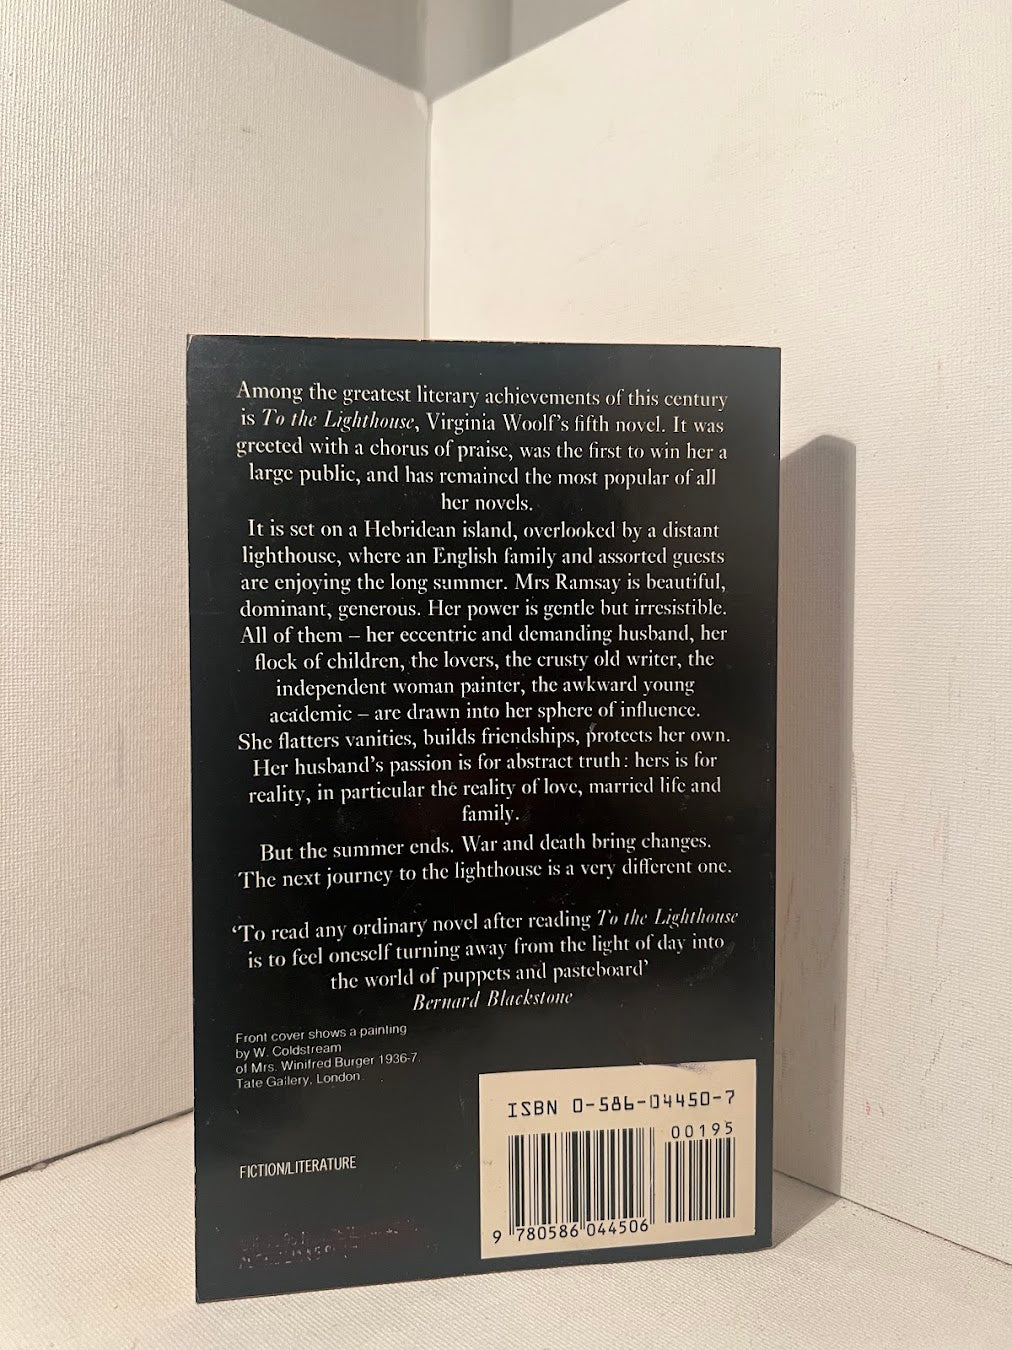 Among the greatest literary achievements of this century
is To the Lighthouse, Virginia Woolf's fifth novel. It was
greeted with a chorus of praise, was the first to win her a
large public, and has remained the most popular of all
her novels.
It is set on a Hebridean island, overlooked by a distant
lighthouse, where an English family and assorted guests
are enjoying the long summer. Mrs Ramsay is beautiful,
dominant, generous. Her power is gentle but irresistible.
All of them – her eccentric and demanding husband, her
flock of children, the lovers, the crusty old writer, the
independent woman painter, the awkward young
academic – are drawn into her sphere of influence.
She flatters vanities, builds friendships, protects her own.
Her husband's passion is for abstract truth: hers is for
reality, in particular the reality of love, married life and
family.
But the summer ends. War and death bring changes.
The next journey to the lighthouse is a very different one.
‘To read any ordinary novel after reading To the Lighthouse
is to feel oneself turning away from the light of day into
the world of puppets and pasteboard’
Bernard Blackstone
Front cover shows a painting
by W. Coldstream
of Mrs. Winifred Burger 1936-7.
Tate Gallery, London.
FICTION/LITERATURE
ISBN 0-586-04450-7
00195
9 780586 044506